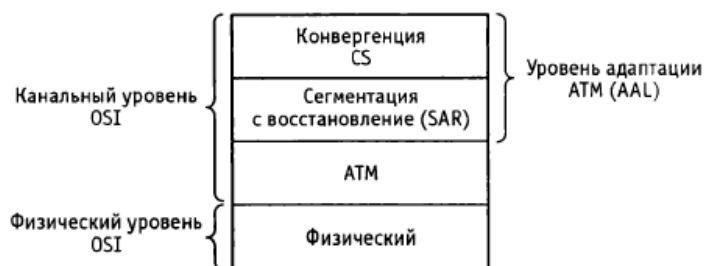 Конвергенция
CS
Сегментация
с восстановление (SAR)
ATM
Физический
Канальный уровень
OSI
Физический уровень
OSI
Уровень адаптации
ATM (AAL)